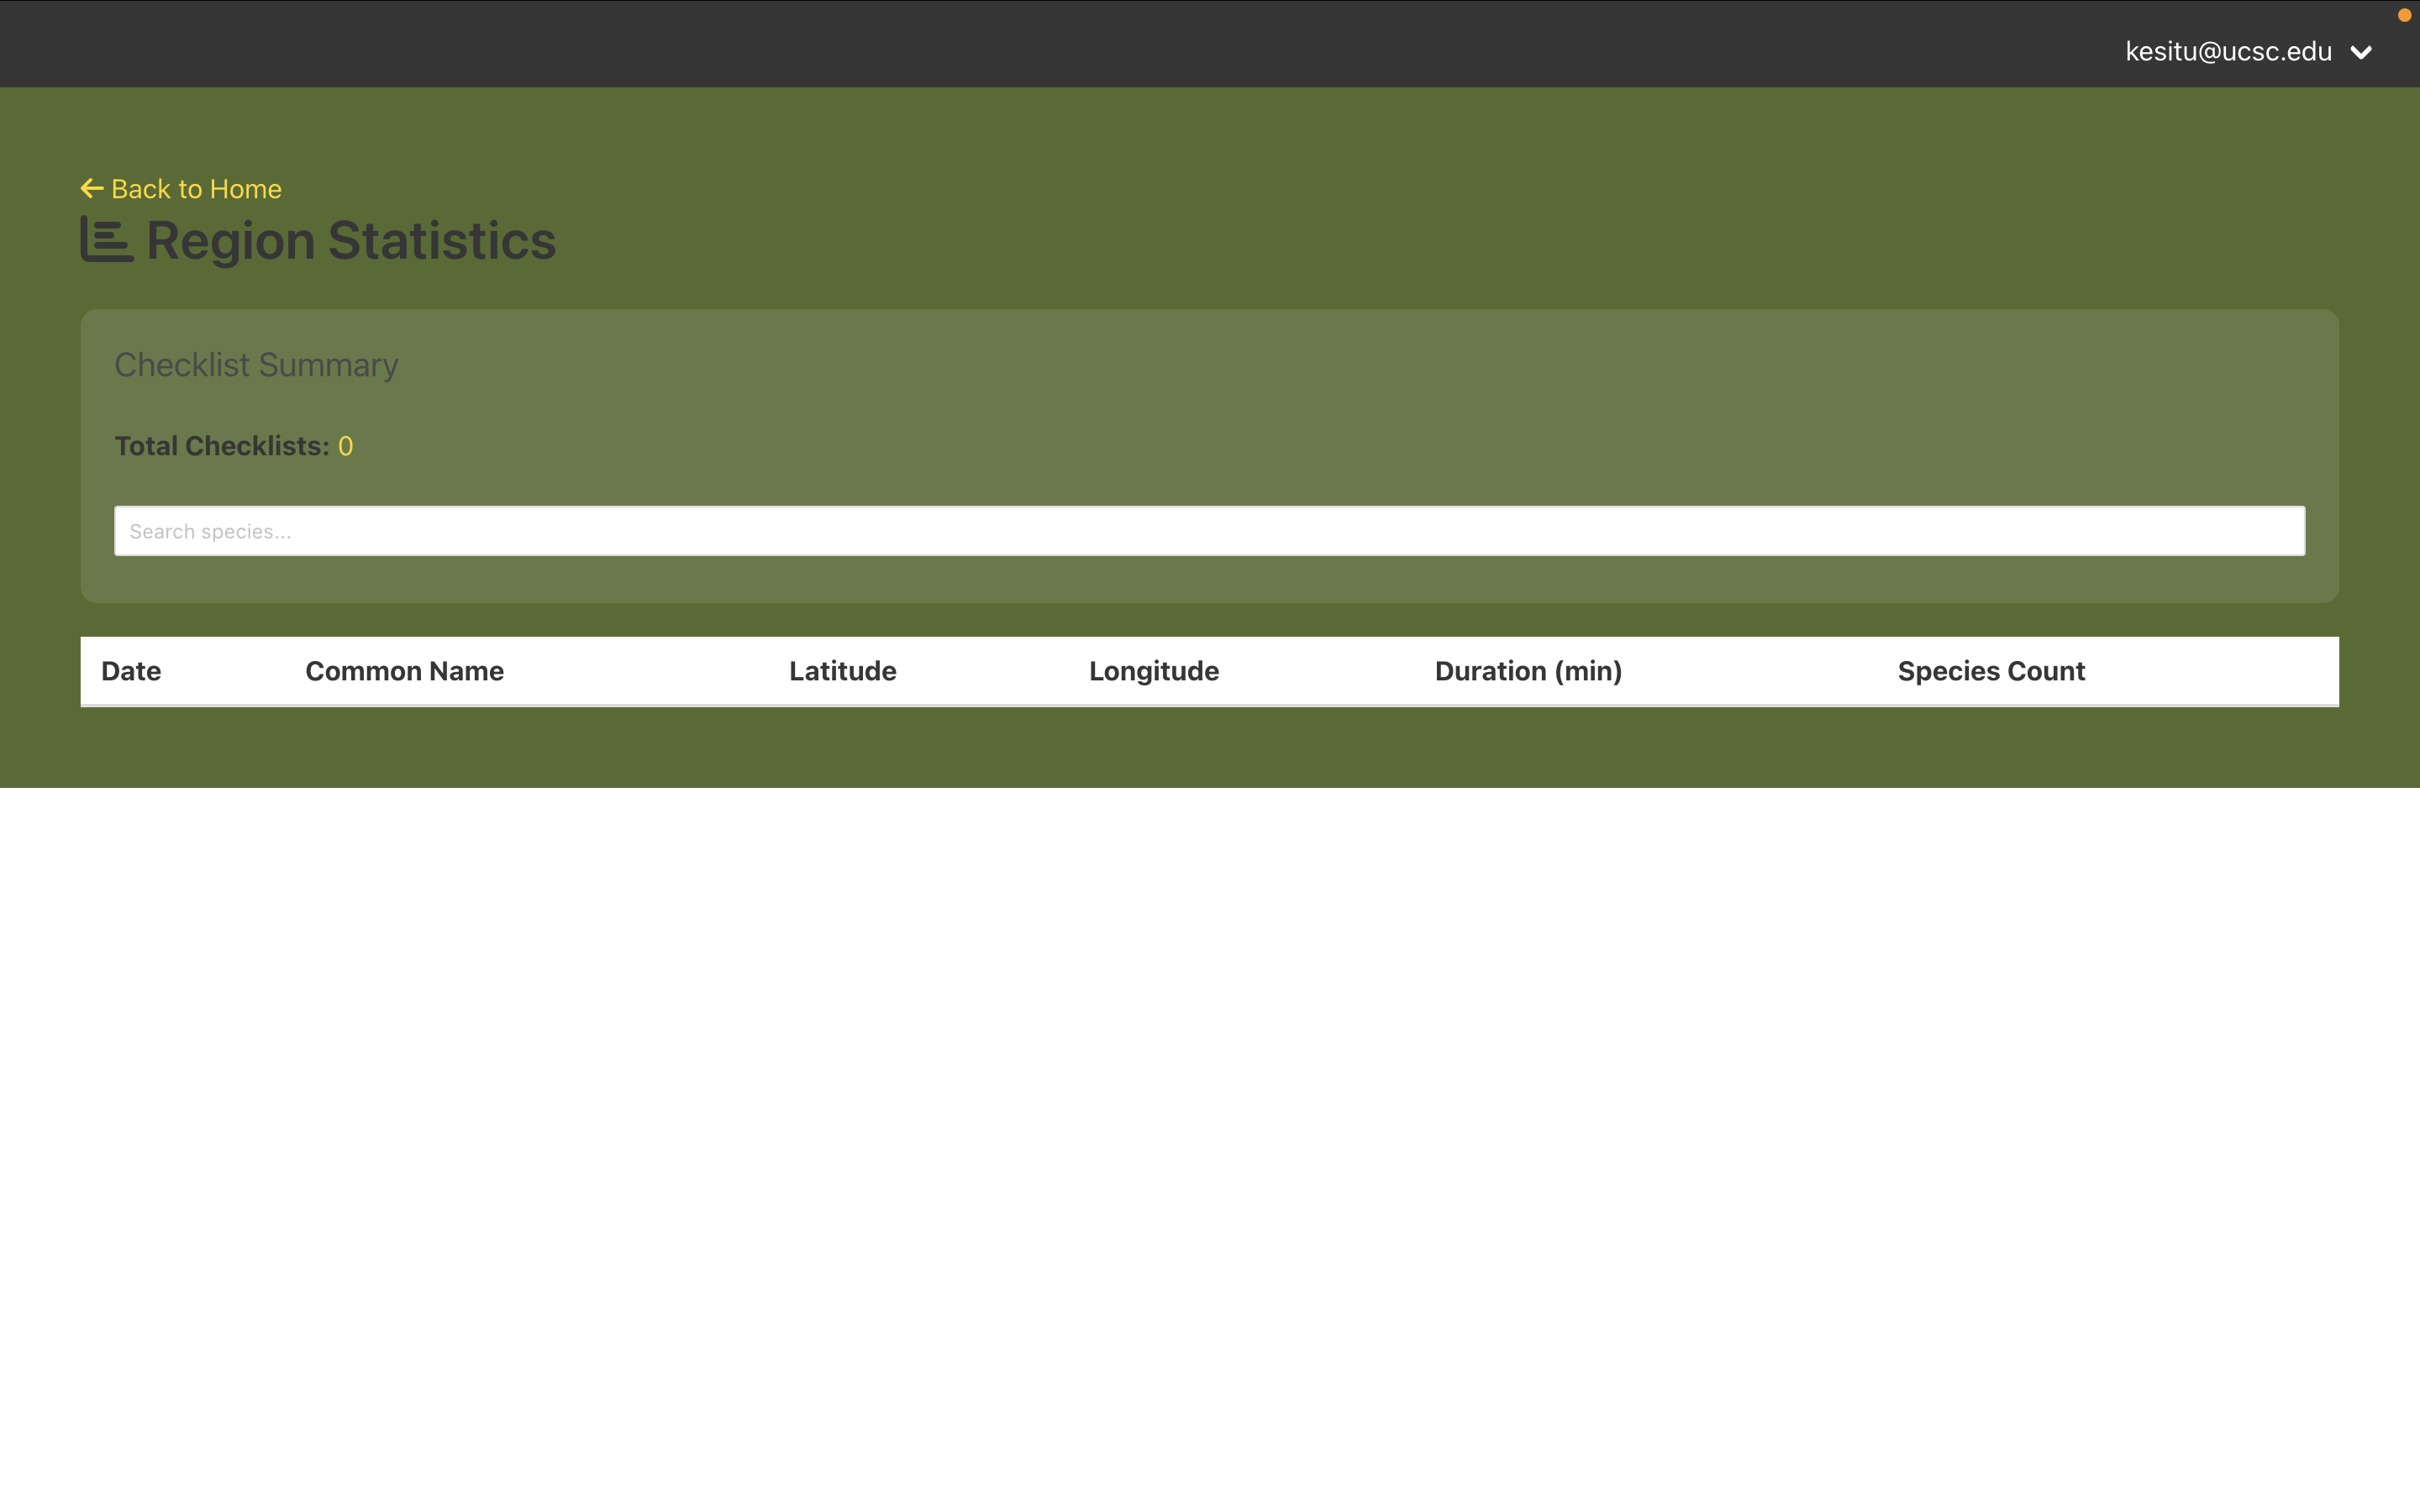 kesitu@ucsc.edu
Back to Home
Region Statistics
Checklist Summary
Total Checklists: 0
Search species...
Date Common Name Latitude Longitude Duration (min) Species Count